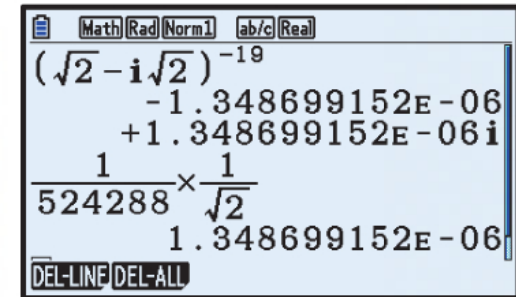 Math Rad Norm1 ab/c Real
(√2-i√2)^-19
-1.348699152E-06
+1.348699152E-06i
1/524288×1/√2
1.348699152E-06
DEL-LINE DEL-ALL